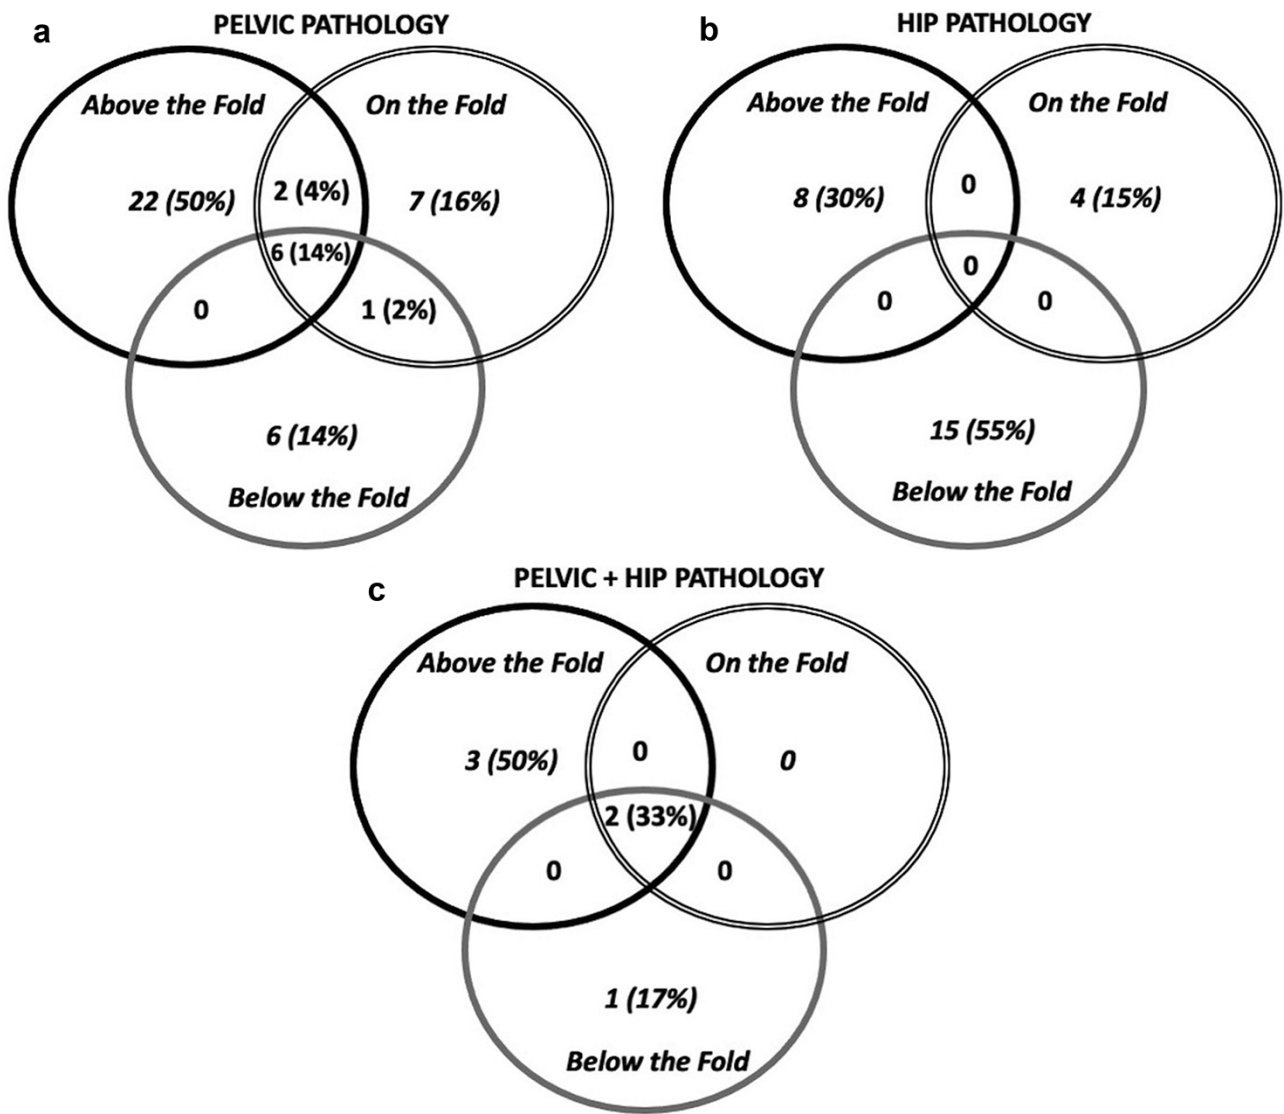 a
PELVIC PATHOLOGY
Above the Fold
On the Fold
22 (50%)
2 (4%)
7 (16%)
6 (14%)
0
1 (2%)
6 (14%)
Below the Fold
b
HIP PATHOLOGY
Above the Fold
On the Fold
8 (30%)
0
4 (15%)
0
0
0
15 (55%)
Below the Fold
c
PELVIC + HIP PATHOLOGY
Above the Fold
On the Fold
3 (50%)
0
0
2 (33%)
0
0
1 (17%)
Below the Fold